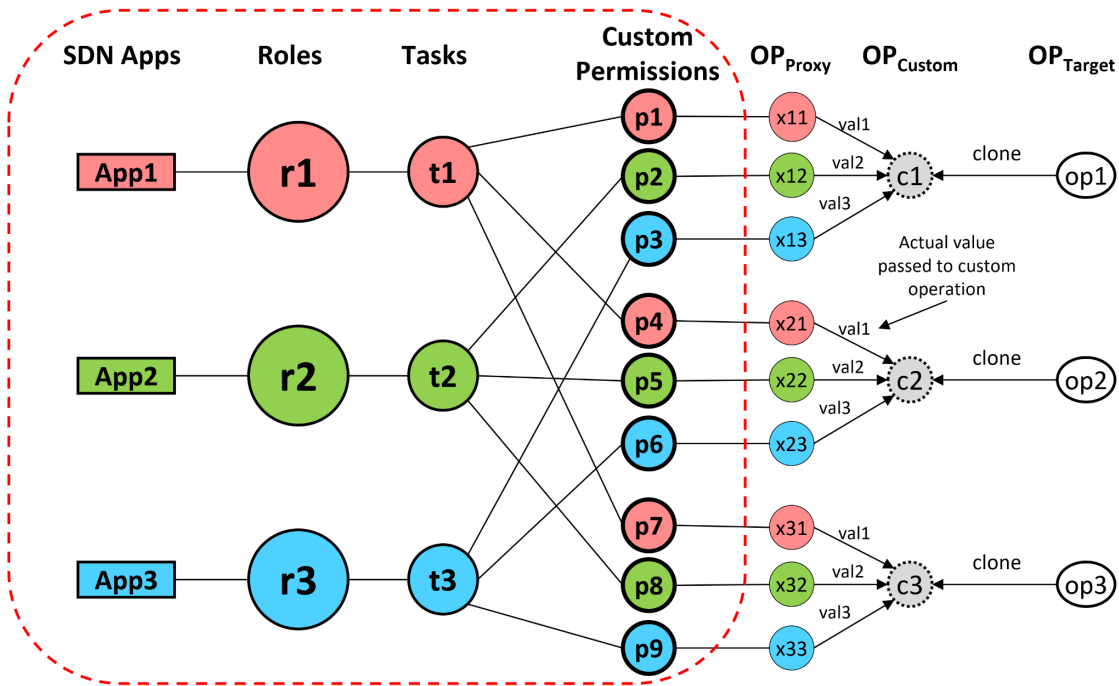 SDN Apps
Roles
Tasks
Custom
Permissions
OPProxy
OPCustom
OPTarget
App1
r1
t1
p1
x11
val1
p2
x12
val2
c1
clone
op1
p3
x13
val3
Actual value
passed to custom
operation
App2
r2
t2
p4
x21
val1
p5
x22
val2
c2
clone
op2
p6
x23
val3
App3
r3
t3
p7
x31
val1
p8
x32
val2
c3
clone
op3
p9
x33
val3